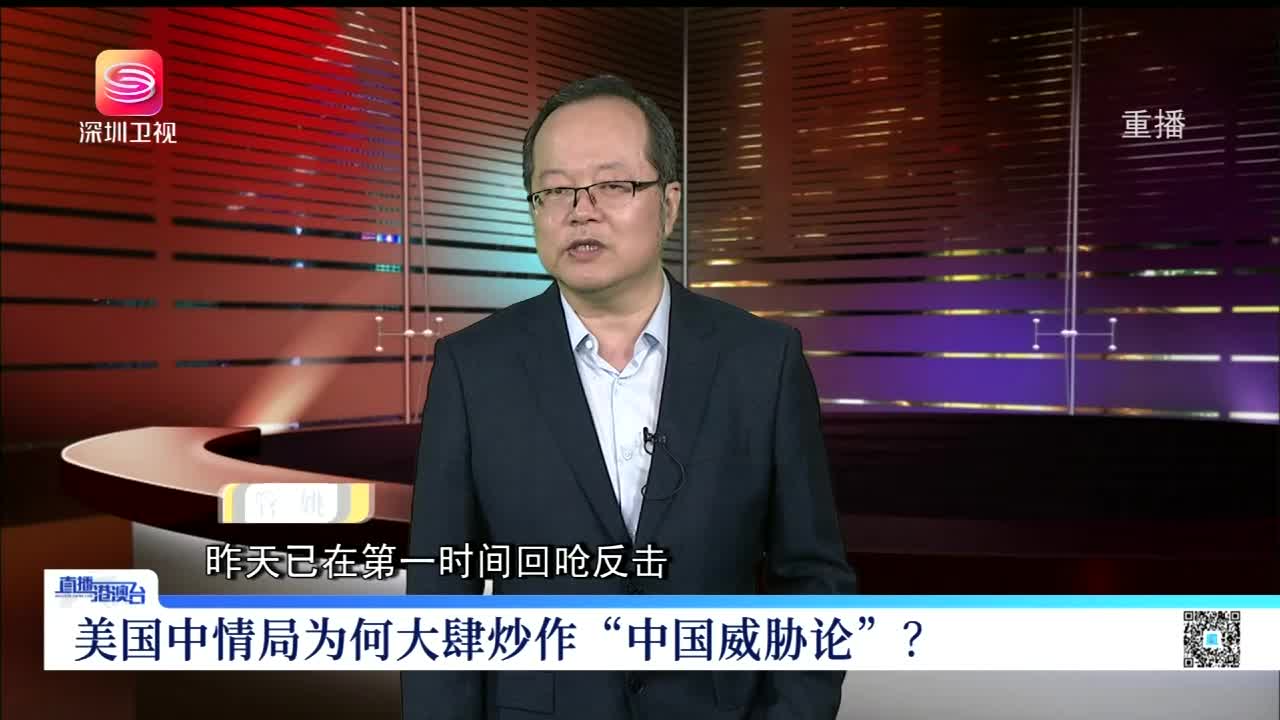 深圳卫视
重播
昨天已在第一时间回呛反击
直播港澳台
美国中情局为何大肆炒作“中国威胁论”？